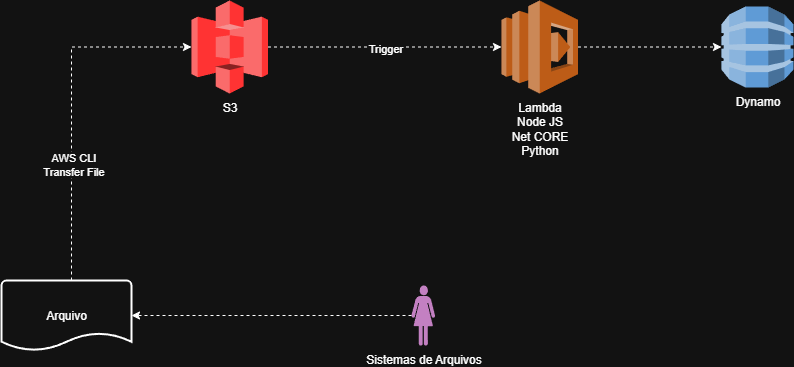 Trigger
S3
Lambda
Node JS
Net CORE
Python
Dynamo
AWS CLI
Transfer File
Arquivo
Sistemas de Arquivos